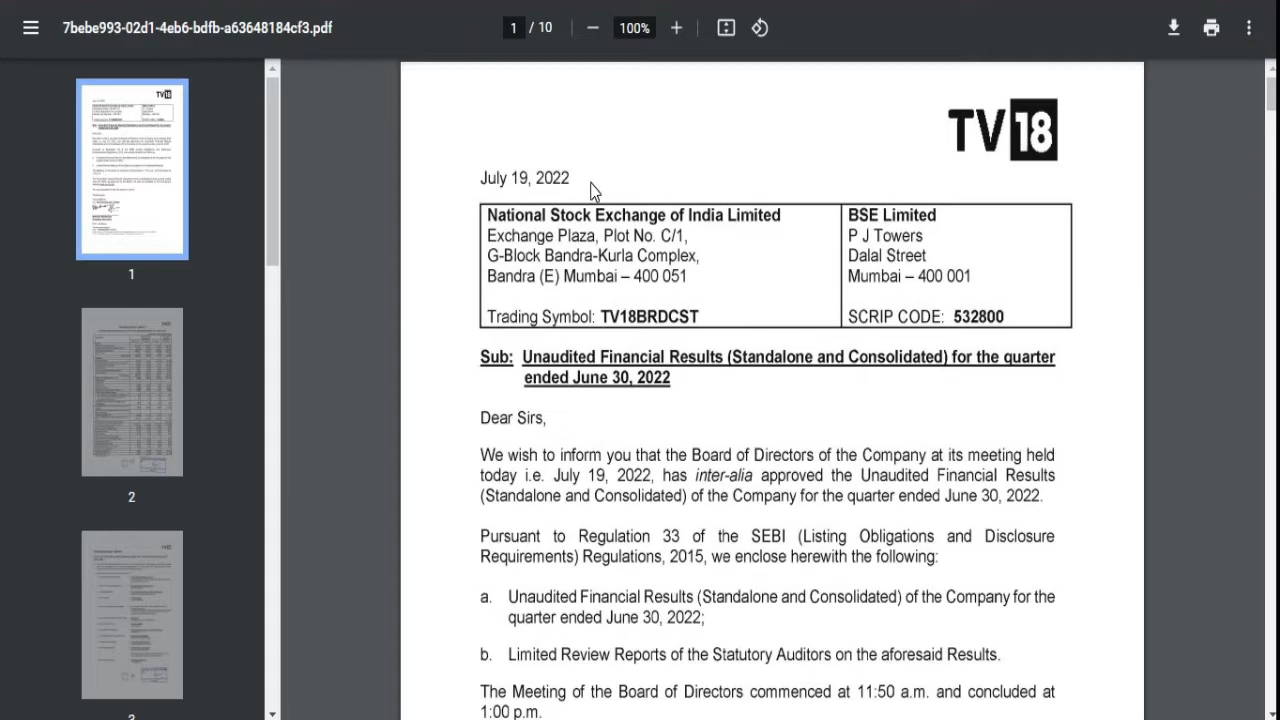 7bebe993-02d1-4eb6-bdfb-a63648184cf3.pdf
1 / 10
100%
1
2
3
TV18
July 19, 2022
National Stock Exchange of India Limited
Exchange Plaza, Plot No. C/1,
G-Block Bandra-Kurla Complex,
Bandra (E) Mumbai – 400 051
Trading Symbol: TV18BRDCST
BSE Limited
P J Towers
Dalal Street
Mumbai – 400 001
SCRIP CODE: 532800
Sub: Unaudited Financial Results (Standalone and Consolidated) for the quarter
ended June 30, 2022
Dear Sirs,
We wish to inform you that the Board of Directors of the Company at its meeting held
today i.e. July 19, 2022, has inter-alia approved the Unaudited Financial Results
(Standalone and Consolidated) of the Company for the quarter ended June 30, 2022.
Pursuant to Regulation 33 of the SEBI (Listing Obligations and Disclosure
Requirements) Regulations, 2015, we enclose herewith the following:
a. Unaudited Financial Results (Standalone and Consolidated) of the Company for the
quarter ended June 30, 2022;
b. Limited Review Reports of the Statutory Auditors on the aforesaid Results.
The Meeting of the Board of Directors commenced at 11:50 a.m. and concluded at
1:00 p.m.